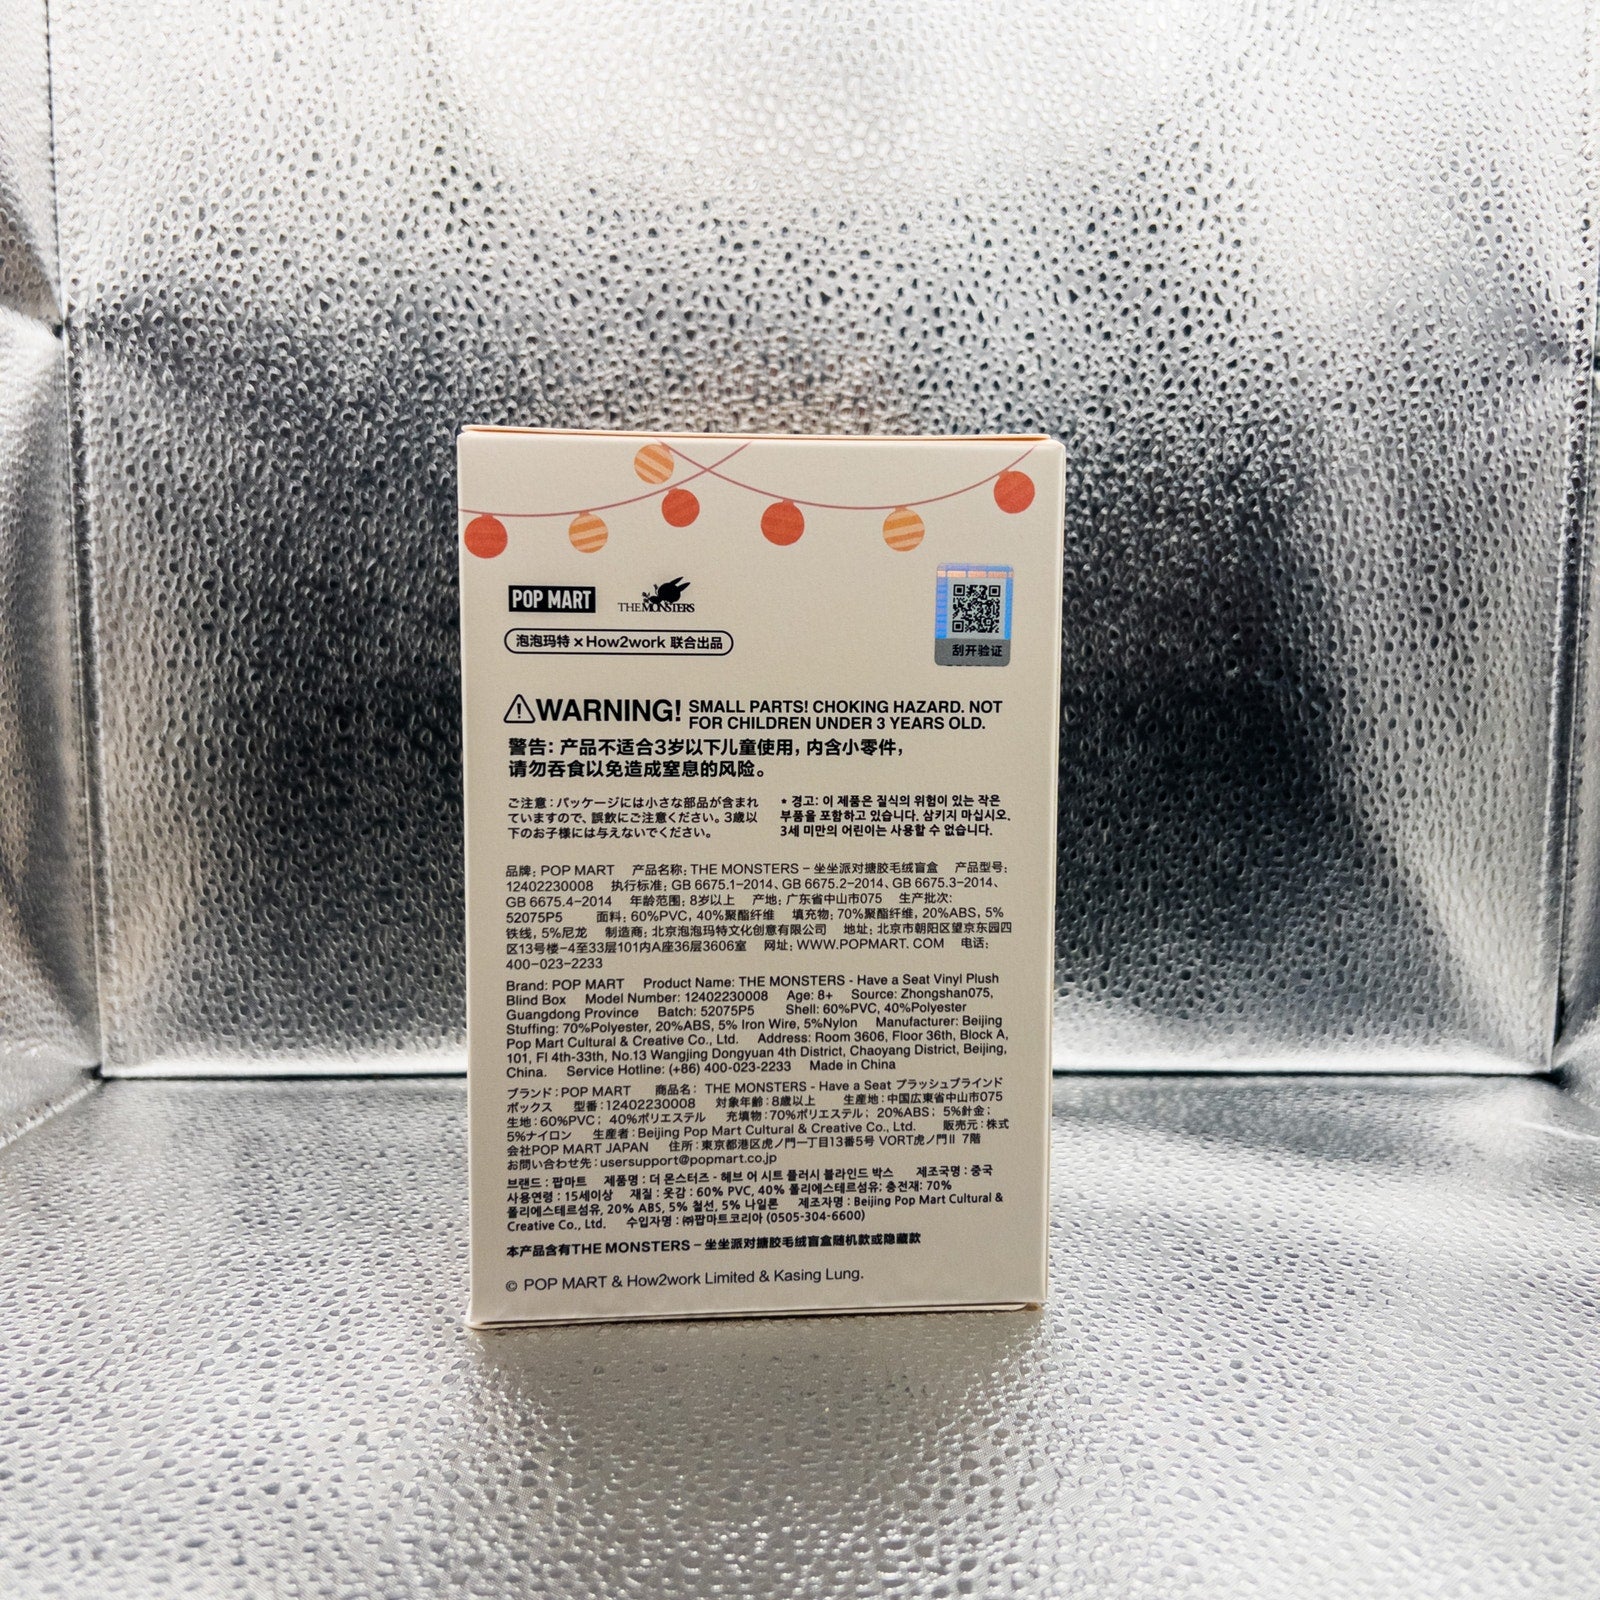 POP MART
THE MONSTERS
泡泡玛特 × How2work 联合出品
刮开验证
WARNING! SMALL PARTS! CHOKING HAZARD. NOT
FOR CHILDREN UNDER 3 YEARS OLD.
警告：产品不适合3岁以下儿童使用，内含小零件，
请勿吞食以免造成窒息的风险。
ご注意：パッケージには小さな部品が含まれ
ていますので、誤飲にご注意ください。3歳以
下のお子様には与えないでください。
* 경고: 이 제품은 질식의 위험이 있는 작은
부품을 포함하고 있습니다. 삼키지 마십시오.
3세 미만의 어린이는 사용할 수 없습니다.
品牌：POP MART 产品名称：THE MONSTERS – 坐坐派对搪胶毛绒盲盒 产品型号：
12402230008 执行标准：GB 6675.1-2014、GB 6675.2-2014、GB 6675.3-2014、
GB 6675.4-2014 年龄范围：8岁以上 产地：广东省中山市075 生产批次：
52075P5 面料：60%PVC，40%聚酯纤维 填充物：70%聚酯纤维，20%ABS，5%
铁线，5%尼龙 制造商：北京泡泡玛特文化创意有限公司 地址：北京市朝阳区望京东园四
区13号楼-4至33层101内A座36层3606室 网址：WWW.POPMART. COM 电话：
400-023-2233
Brand: POP MART Product Name: THE MONSTERS - Have a Seat Vinyl Plush
Blind Box Model Number: 12402230008 Age: 8+ Source: Zhongshan075,
Guangdong Province Batch: 52075P5 Shell: 60%PVC, 40%Polyester
Stuffing: 70%Polyester, 20%ABS, 5% Iron Wire, 5%Nylon Manufacturer: Beijing
Pop Mart Cultural & Creative Co., Ltd. Address: Room 3606, Floor 36th, Block A,
101, Fl 4th-33th, No.13 Wangjing Dongyuan 4th District, Chaoyang District, Beijing,
China. Service Hotline: (+86) 400-023-2233 Made in China
ブランド：POP MART 商品名： THE MONSTERS - Have a Seat プラッシュブラインド
ボックス 型番：12402230008 対象年齢：8歳以上 生産地：中国広東省中山市075
生地：60%PVC； 40%ポリエステル 充填物：70%ポリエステル； 20%ABS； 5%針金；
5%ナイロン 生産者：Beijing Pop Mart Cultural & Creative Co., Ltd. 販売元：株式
会社POP MART JAPAN 住所：東京都港区虎ノ門一丁目13番5号 VORT虎ノ門II 7階
お問い合わせ先：usersupport@popmart.co.jp
브랜드 : 팝마트 제품명 : 더 몬스터즈 - 헤브 어 시트 플러시 블라인드 박스 제조국명 : 중국
사용연령 : 15세이상 재질 : 옷감 : 60% PVC, 40% 폴리에스테르섬유; 충전재: 70%
폴리에스테르섬유, 20% ABS, 5% 철선, 5% 나일론 제조자명 : Beijing Pop Mart Cultural &
Creative Co., Ltd. 수입자명 : ㈜팝마트코리아 (0505-304-6600)
本产品含有THE MONSTERS – 坐坐派对搪胶毛绒盲盒随机款或隐藏款
© POP MART & How2work Limited & Kasing Lung.